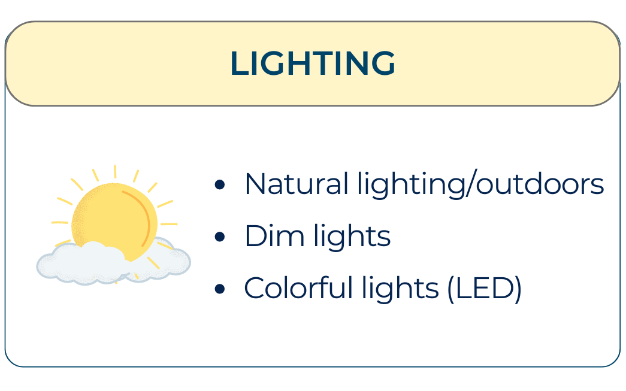 LIGHTING
• Natural lighting/outdoors
• Dim lights
• Colorful lights (LED)